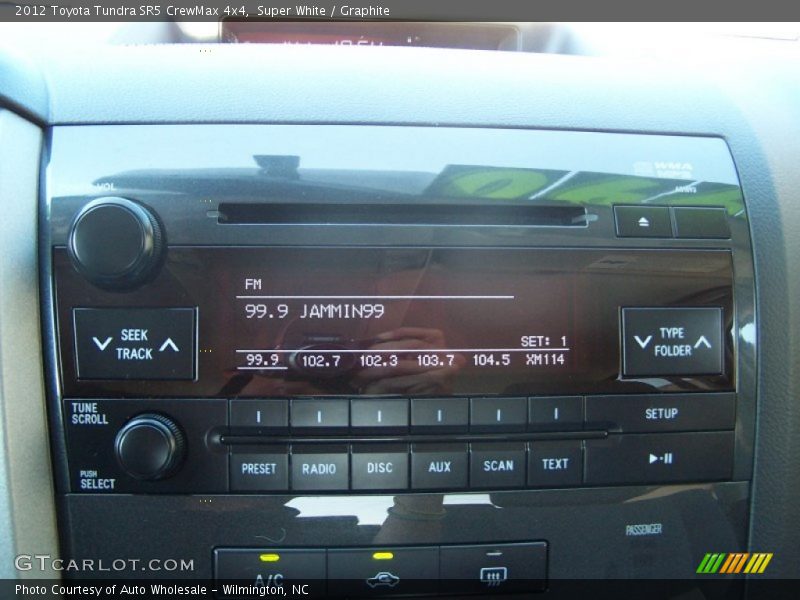 2012 Toyota Tundra SR5 CrewMax 4x4, Super White / Graphite
VOL
WMA
FM
99.9 JAMMIN99
SET: 1
99.9 102.7 102.3 103.7 104.5 XM114
SEEK
TRACK
TYPE
FOLDER
TUNE
SCROLL
PUSH
SELECT
SETUP
PRESET RADIO DISC AUX SCAN TEXT
PASSENGER
A/C
GTCARLOT.COM
Photo Courtesy of Auto Wholesale - Wilmington, NC